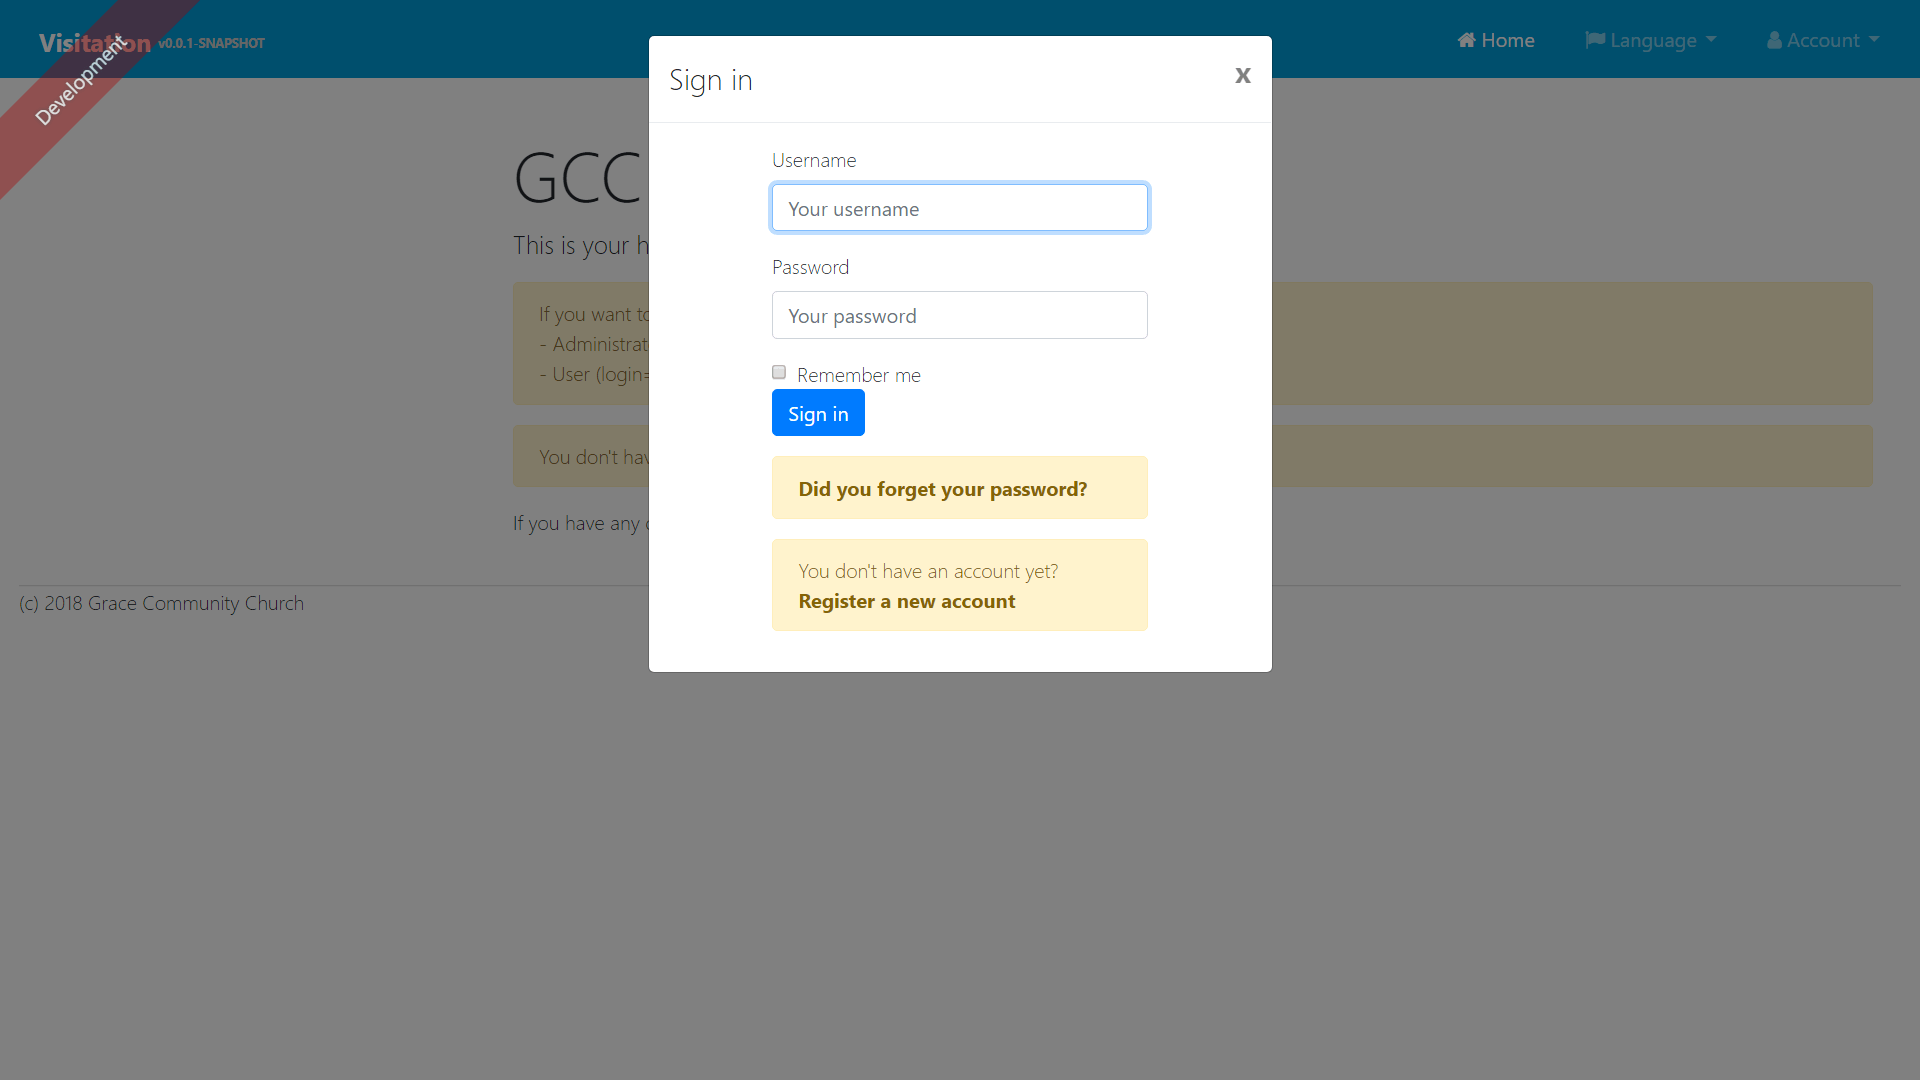 Visitation v0.0.1-SNAPSHOT
Development
Home
Language
Account
Sign in
x
GCC
This is your
If you want
-
- User (login=
You don't
If you have any
Username
Your username
Password
Your password
Remember me
Sign in
Did you forget your password?
You don't have an account yet?
Register a new account
(c) 2018 Grace Community Church